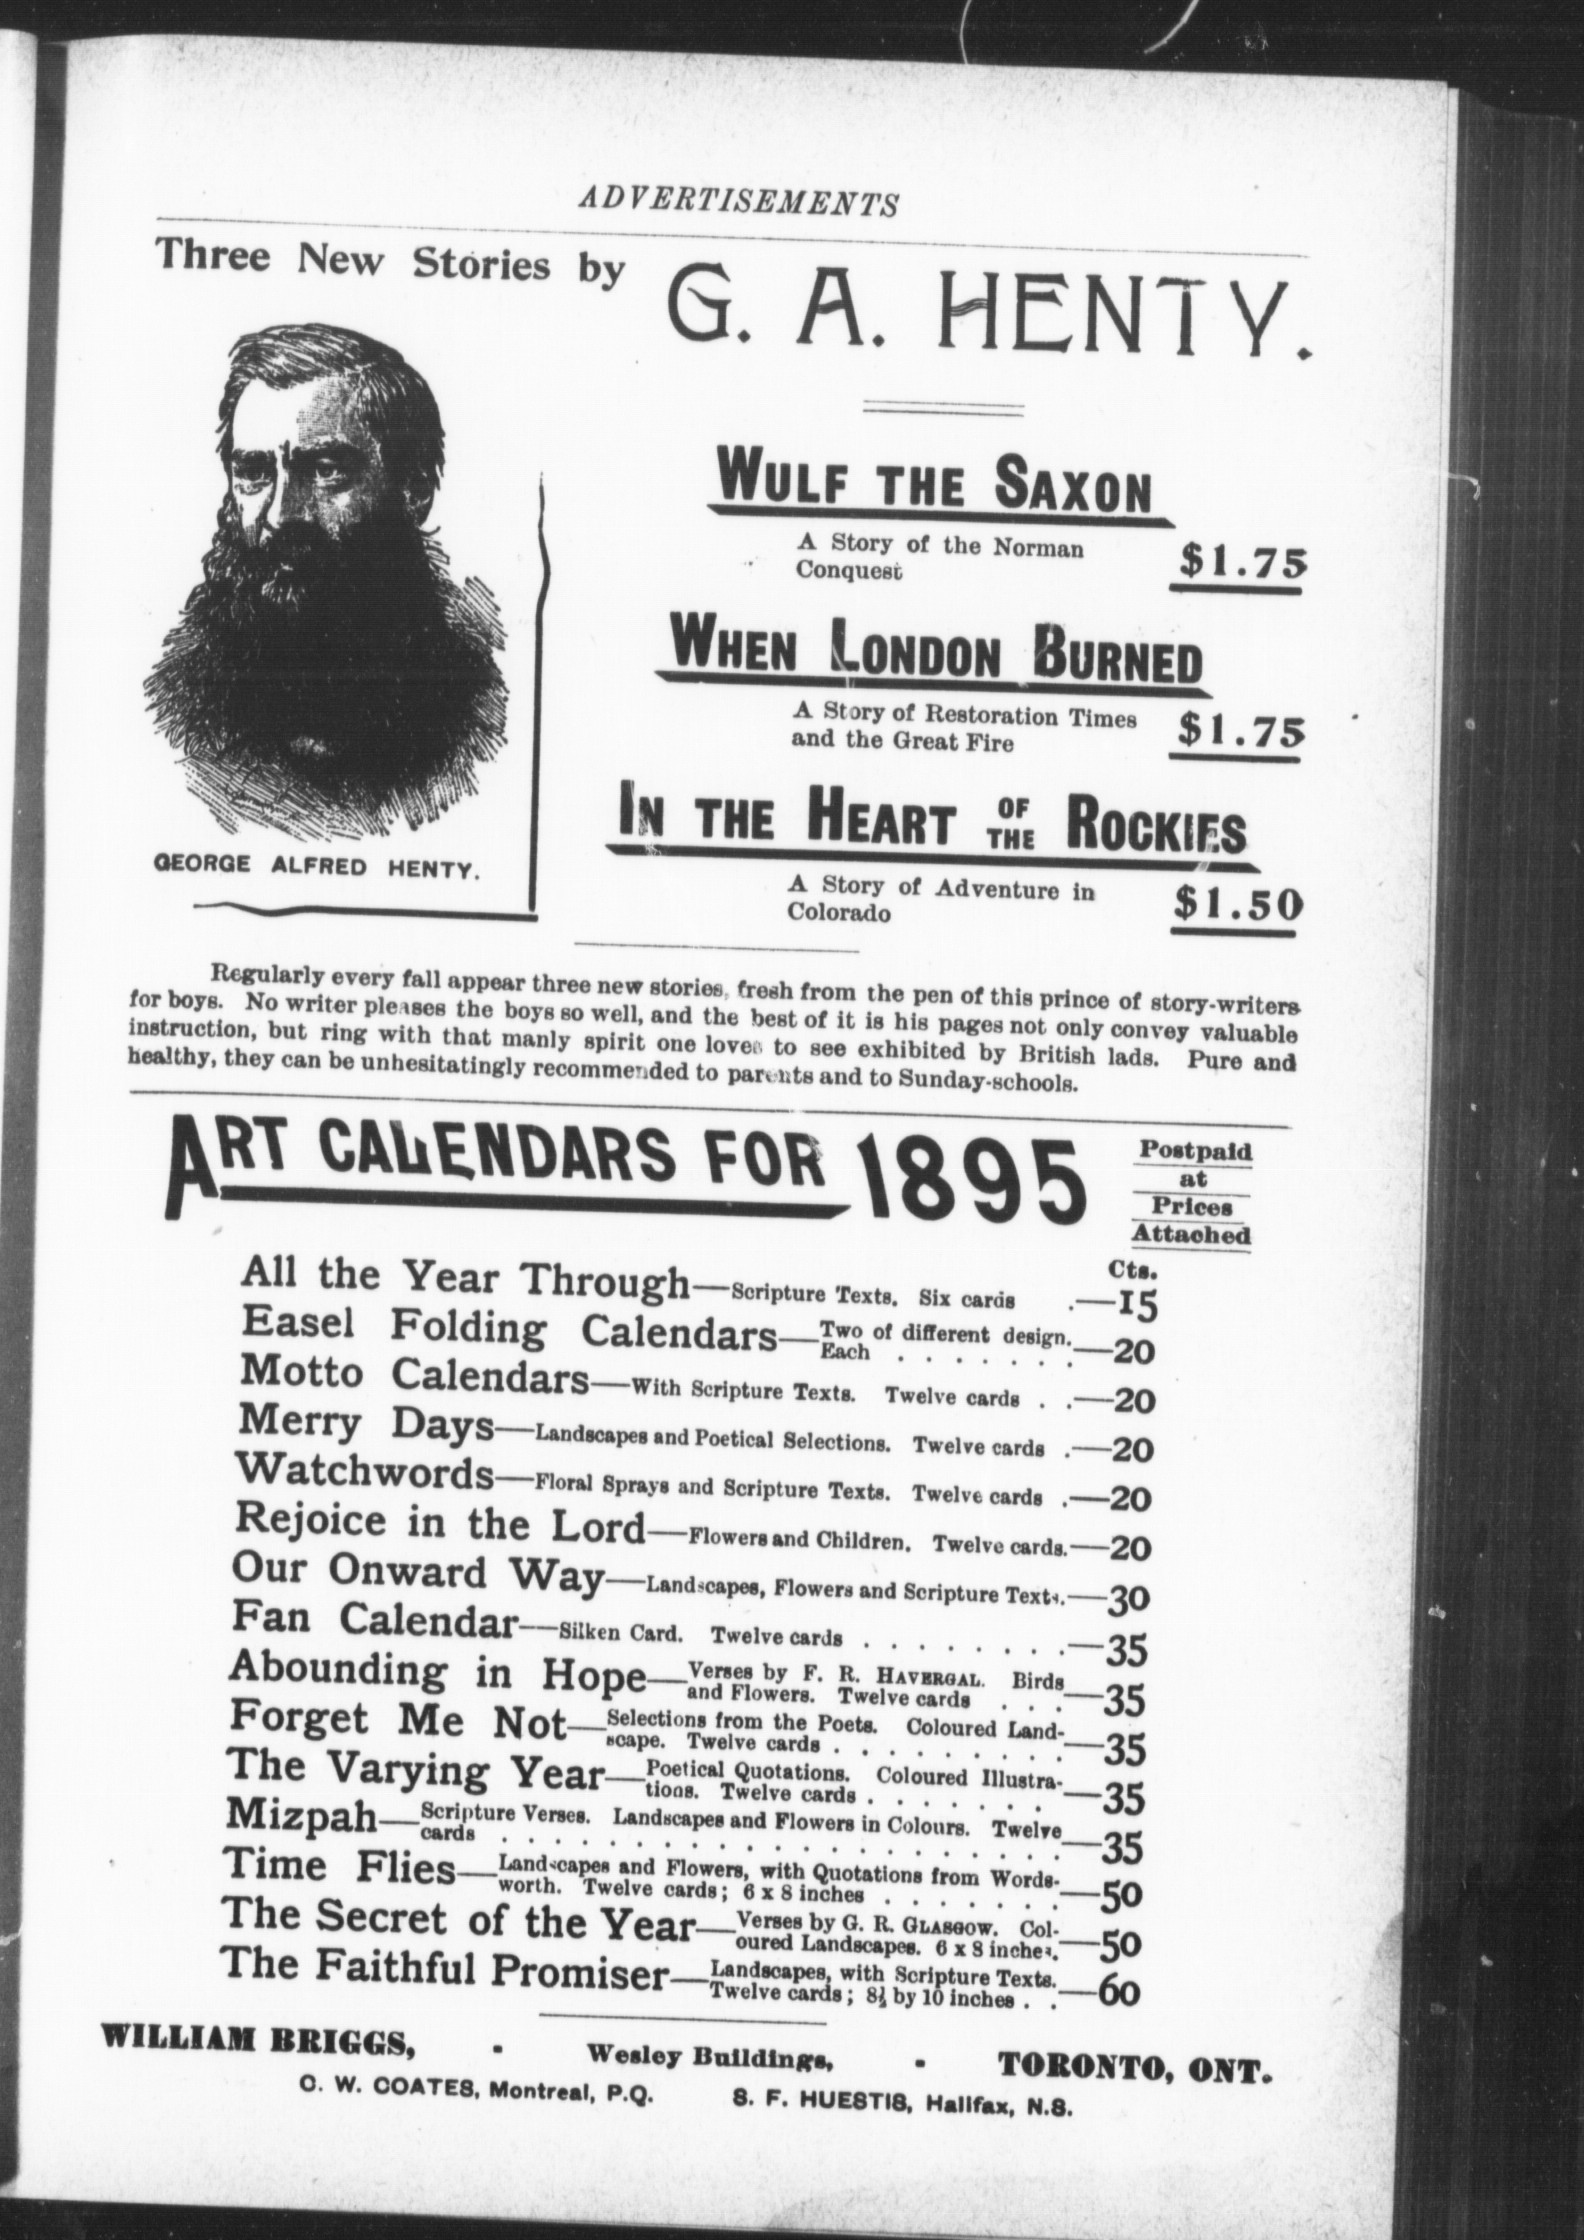 ADVERTISEMENTS
Three New Stories by
G. A. HENTY.
GEORGE ALFRED HENTY.
WULF THE SAXON
A Story of the Norman
Conquest
$1.75
WHEN LONDON BURNED
A Story of Restoration Times
and the Great Fire
$1.75
IN THE HEART OF THE ROCKIES
A Story of Adventure in
Colorado
$1.50
Regularly every fall appear three new stories, fresh from the pen of this prince of story-writers
for boys. No writer pleases the boys so well, and the best of it is his pages not only convey valuable
instruction, but ring with that manly spirit one loves to see exhibited by British lads. Pure and
healthy, they can be unhesitatingly recommended to parents and to Sunday-schools.
ART CALENDARS FOR 1895
Postpaid
at
Prices
Attached
Cts.
All the Year Through—Scripture Texts. Six cards .—15
Easel Folding Calendars—Two of different design.
Each . . . . . . .—20
Motto Calendars—With Scripture Texts. Twelve cards . .—20
Merry Days—Landscapes and Poetical Selections. Twelve cards .—20
Watchwords—Floral Sprays and Scripture Texts. Twelve cards .—20
Rejoice in the Lord—Flowers and Children. Twelve cards.—20
Our Onward Way—Landscapes, Flowers and Scripture Texts.—30
Fan Calendar—Silken Card. Twelve cards . . . . . . . .—35
Abounding in Hope—Verses by F. R. HAVERGAL. Birds
and Flowers. Twelve cards . . .—35
Forget Me Not—Selections from the Poets. Coloured Land-
scape. Twelve cards . . . . . . . . .—35
The Varying Year—Poetical Quotations. Coloured Illustra-
tions. Twelve cards . . . . . . .—35
Mizpah—Scripture Verses. Landscapes and Flowers in Colours. Twelve
cards . . . . . . . . . . . . . . . . . . . . .—35
Time Flies—Landscapes and Flowers, with Quotations from Words-
worth. Twelve cards; 6 x 8 inches . . . . . . .—50
The Secret of the Year—Verses by G. R. GLASGOW. Col-
oured Landscapes. 6 x 8 inches.—50
The Faithful Promiser—Landscapes, with Scripture Texts.
Twelve cards; 8½ by 10 inches . .—60
WILLIAM BRIGGS, - Wesley Buildings, - TORONTO, ONT.
C. W. COATES, Montreal, P.Q. S. F. HUESTIS, Halifax, N.S.